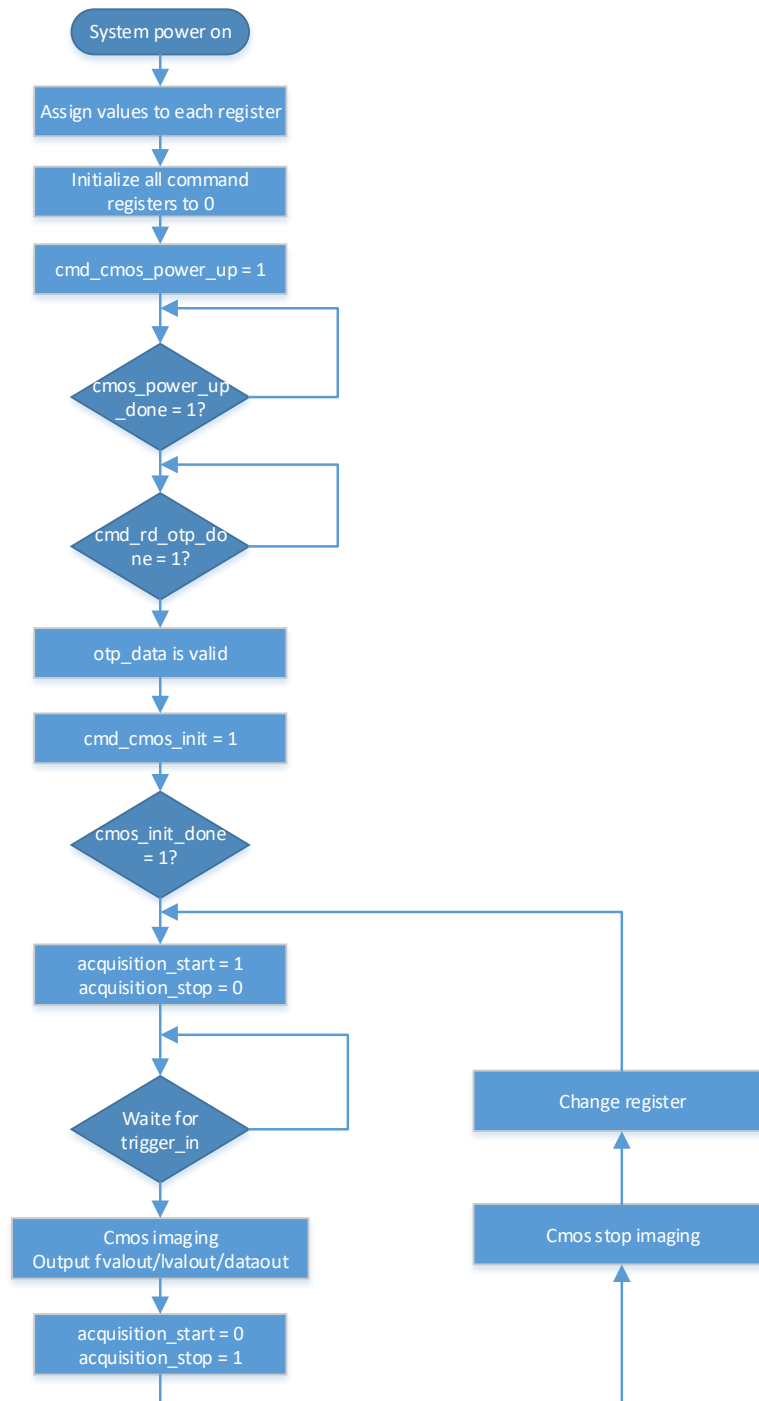 System power on
Assign values to each register
Initialize all command
registers to 0
cmd_cmos_power_up = 1
cmos_power_up
_done = 1?
cmd_rd_otp_do
ne = 1?
otp_data is valid
cmd_cmos_init = 1
cmos_init_done
= 1?
acquisition_start = 1
acquisition_stop = 0
Waite for
trigger_in
Cmos imaging
Output fvalout/lvalout/dataout
acquisition_start = 0
acquisition_stop = 1
Cmos stop imaging
Change register